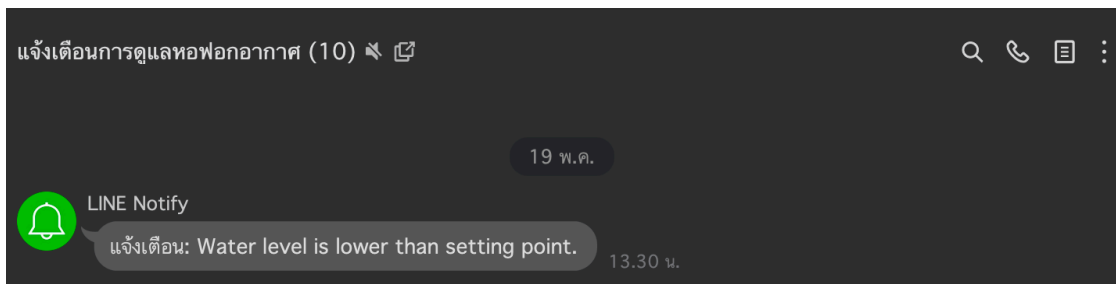 แจ้งเตือนการดูแลหอฟอกอากาศ (10)
19 พ.ค.
LINE Notify
แจ้งเตือน: Water level is lower than setting point.
13.30 น.